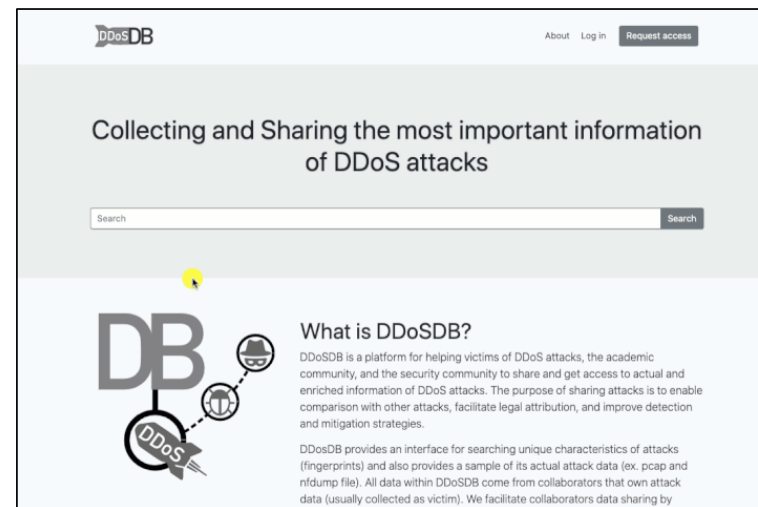 DDoSDB
About Log in Request access
Collecting and Sharing the most important information
of DDoS attacks
Search Search
DB
DDoS
What is DDoSDB?
DDoSDB is a platform for helping victims of DDoS attacks, the academic
community, and the security community to share and get access to actual and
enriched information of DDoS attacks. The purpose of sharing attacks is to enable
comparison with other attacks, facilitate legal attribution, and improve detection
and mitigation strategies.
DDosDB provides an interface for searching unique characteristics of attacks
(fingerprints) and also provides a sample of its actual attack data (ex. pcap and
nfdump file). All data within DDoSDB come from collaborators that own attack
data (usually collected as victim). We facilitate collaborators data sharing by